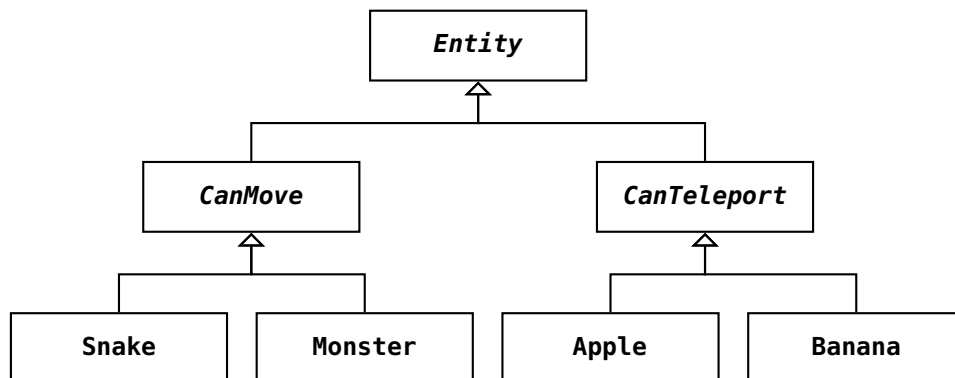 Entity
CanMove
CanTeleport
Snake
Monster
Apple
Banana